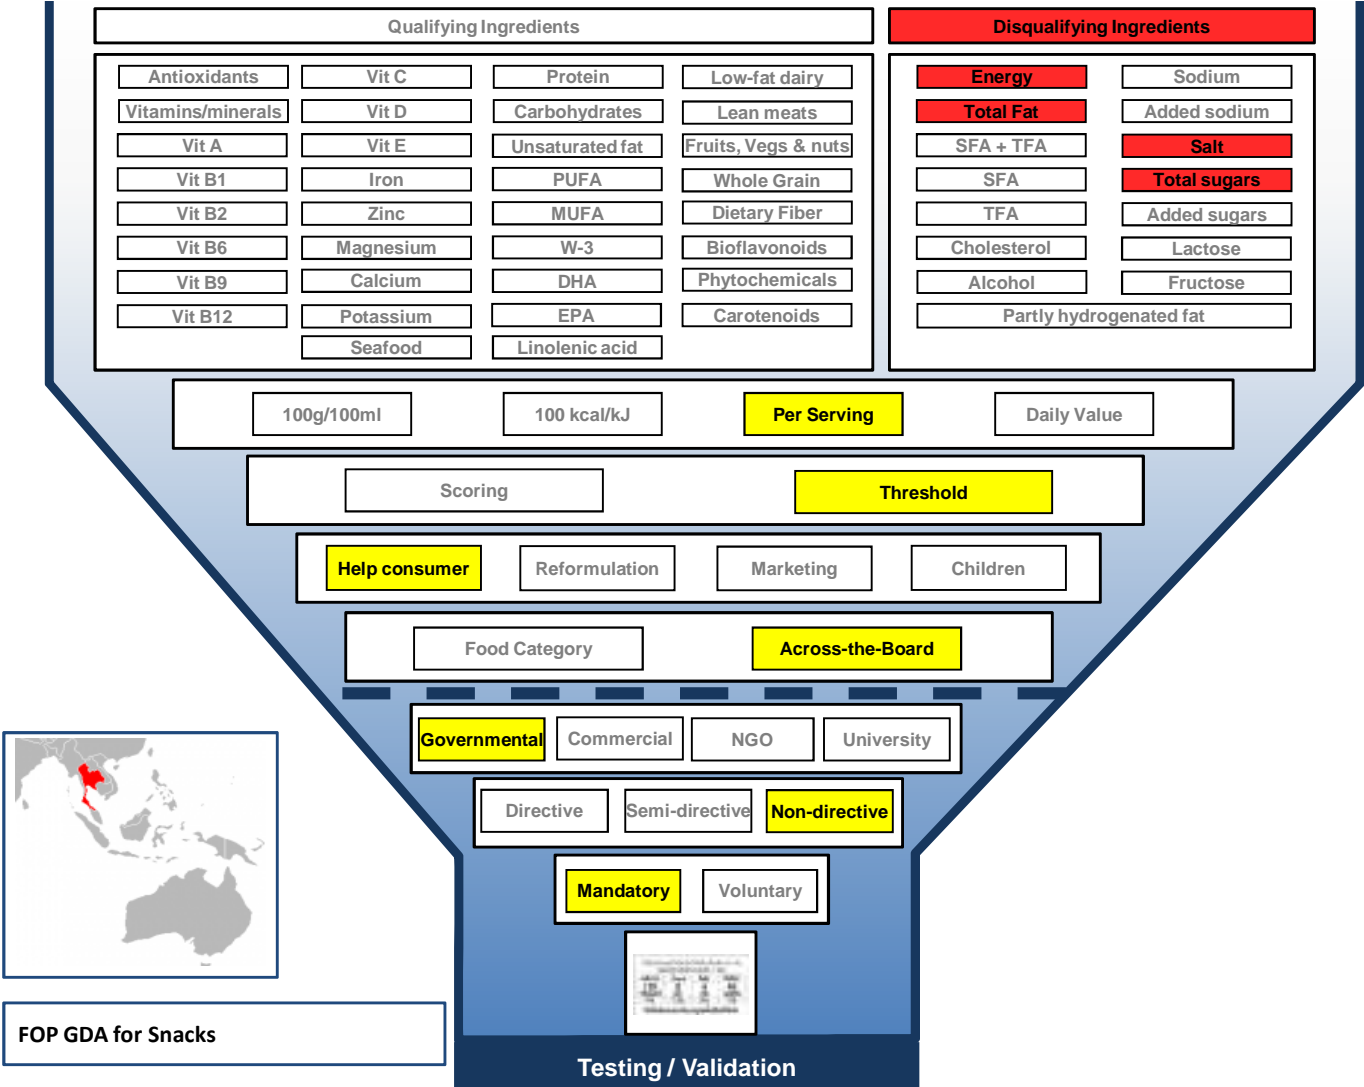 Qualifying Ingredients
Disqualifying Ingredients
Antioxidants
Vit C
Protein
Low-fat dairy
Energy
Sodium
Vitamins/minerals
Vit D
Carbohydrates
Lean meats
Total Fat
Added sodium
Vit A
Vit E
Unsaturated fat
Fruits, Vegs & nuts
SFA + TFA
Salt
Vit B1
Iron
PUFA
Whole Grain
SFA
Total sugars
Vit B2
Zinc
MUFA
Dietary Fiber
TFA
Added sugars
Vit B6
Magnesium
W-3
Bioflavonoids
Cholesterol
Lactose
Vit B9
Calcium
DHA
Phytochemicals
Alcohol
Fructose
Vit B12
Potassium
EPA
Carotenoids
Partly hydrogenated fat
Seafood
Linolenic acid
100g/100ml
100 kcal/kJ
Per Serving
Daily Value
Scoring
Threshold
Help consumer
Reformulation
Marketing
Children
Food Category
Across-the-Board
Governmental
Commercial
NGO
University
Directive
Semi-directive
Non-directive
Mandatory
Voluntary
FOP GDA for Snacks
Testing / Validation